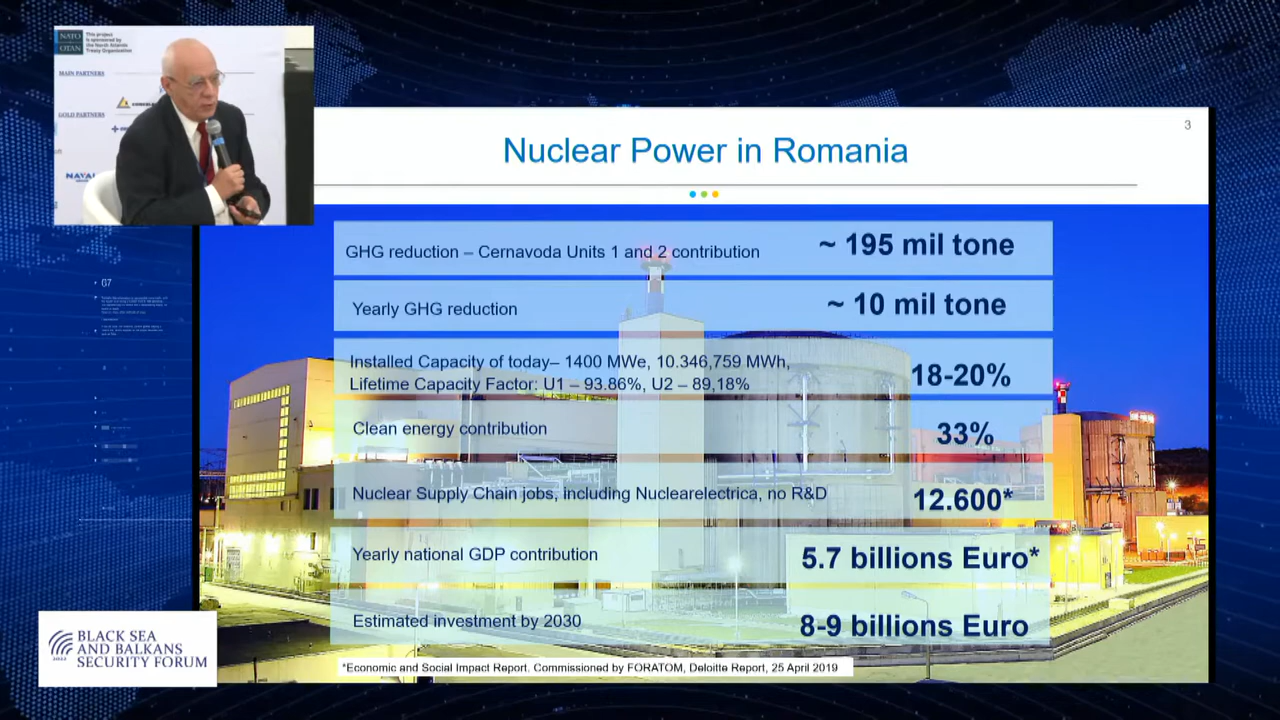 NATO
OTAN
This project
is sponsored by
the North Atlantic
Treaty Organization
MAIN PARTNERS
GOLD PARTNERS
NAVAL
3
Nuclear Power in Romania
GHG reduction – Cernavoda Units 1 and 2 contribution ~ 195 mil tone
Yearly GHG reduction ~ 10 mil tone
Installed Capacity of today– 1400 MWe, 10.346,759 MWh,
Lifetime Capacity Factor: U1 – 93.86%, U2 – 89,18% 18-20%
Clean energy contribution 33%
Nuclear Supply Chain jobs, including Nuclearelectrica, no R&D 12.600*
Yearly national GDP contribution 5.7 billions Euro*
Estimated investment by 2030 8-9 billions Euro
*Economic and Social Impact Report. Commissioned by FORATOM, Deloitte Report, 25 April 2019
BLACK SEA
AND BALKANS
SECURITY FORUM